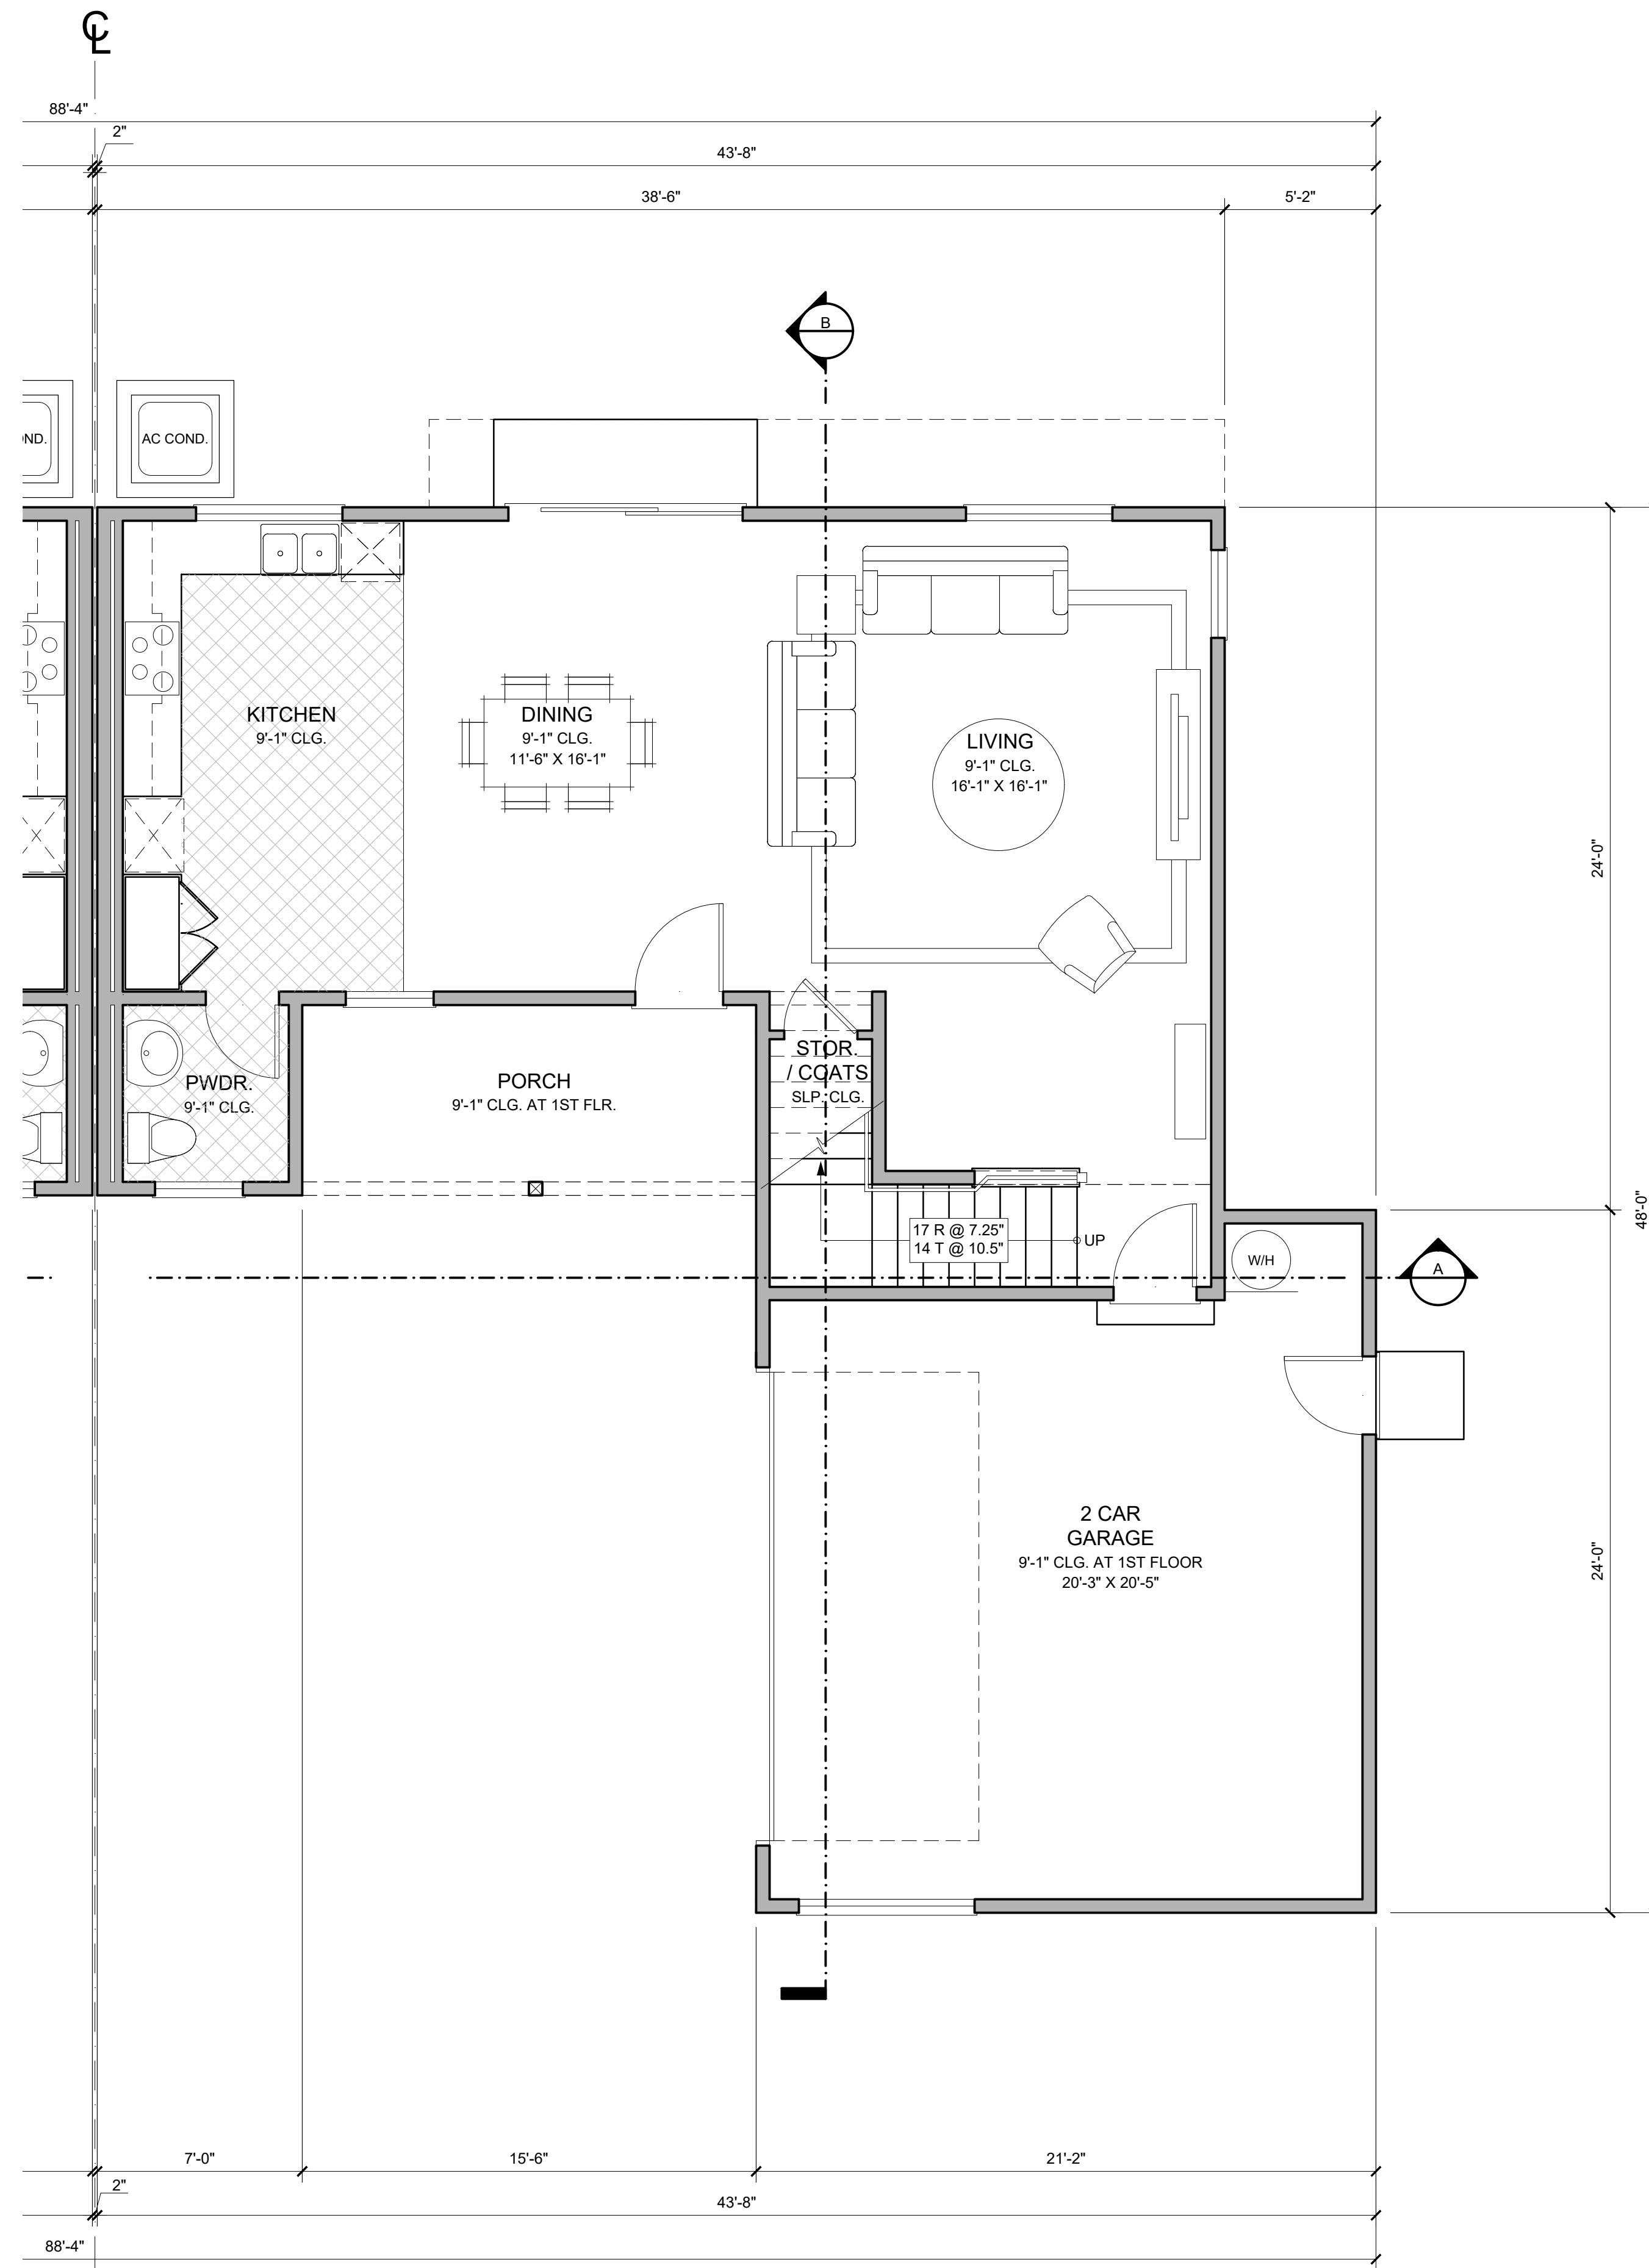 ℄
88'-4"
2"
43'-8"
38'-6"
5'-2"
B
ND.
AC COND.
KITCHEN
9'-1" CLG.
DINING
9'-1" CLG.
11'-6" X 16'-1"
LIVING
9'-1" CLG.
16'-1" X 16'-1"
24'-0"
STOR.
/ COATS
SLP. CLG.
PWDR.
9'-1" CLG.
PORCH
9'-1" CLG. AT 1ST FLR.
48'-0"
17 R @ 7.25"
14 T @ 10.5"
UP
W/H
A
2 CAR
GARAGE
9'-1" CLG. AT 1ST FLOOR
20'-3" X 20'-5"
24'-0"
7'-0"
15'-6"
21'-2"
2"
43'-8"
88'-4"